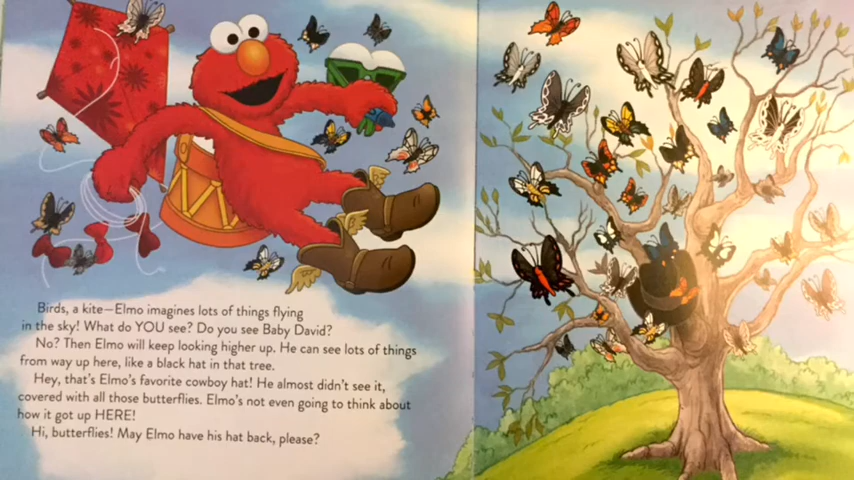 Birds, a kite—Elmo imagines lots of things flying
in the sky! What do YOU see? Do you see Baby David?
No? Then Elmo will keep looking higher up. He can see lots of things
from way up here, like a black hat in that tree.
Hey, that's Elmo's favorite cowboy hat! He almost didn't see it,
covered with all those butterflies. Elmo's not even going to think about
how it got up HERE!
Hi, butterflies! May Elmo have his hat back, please?